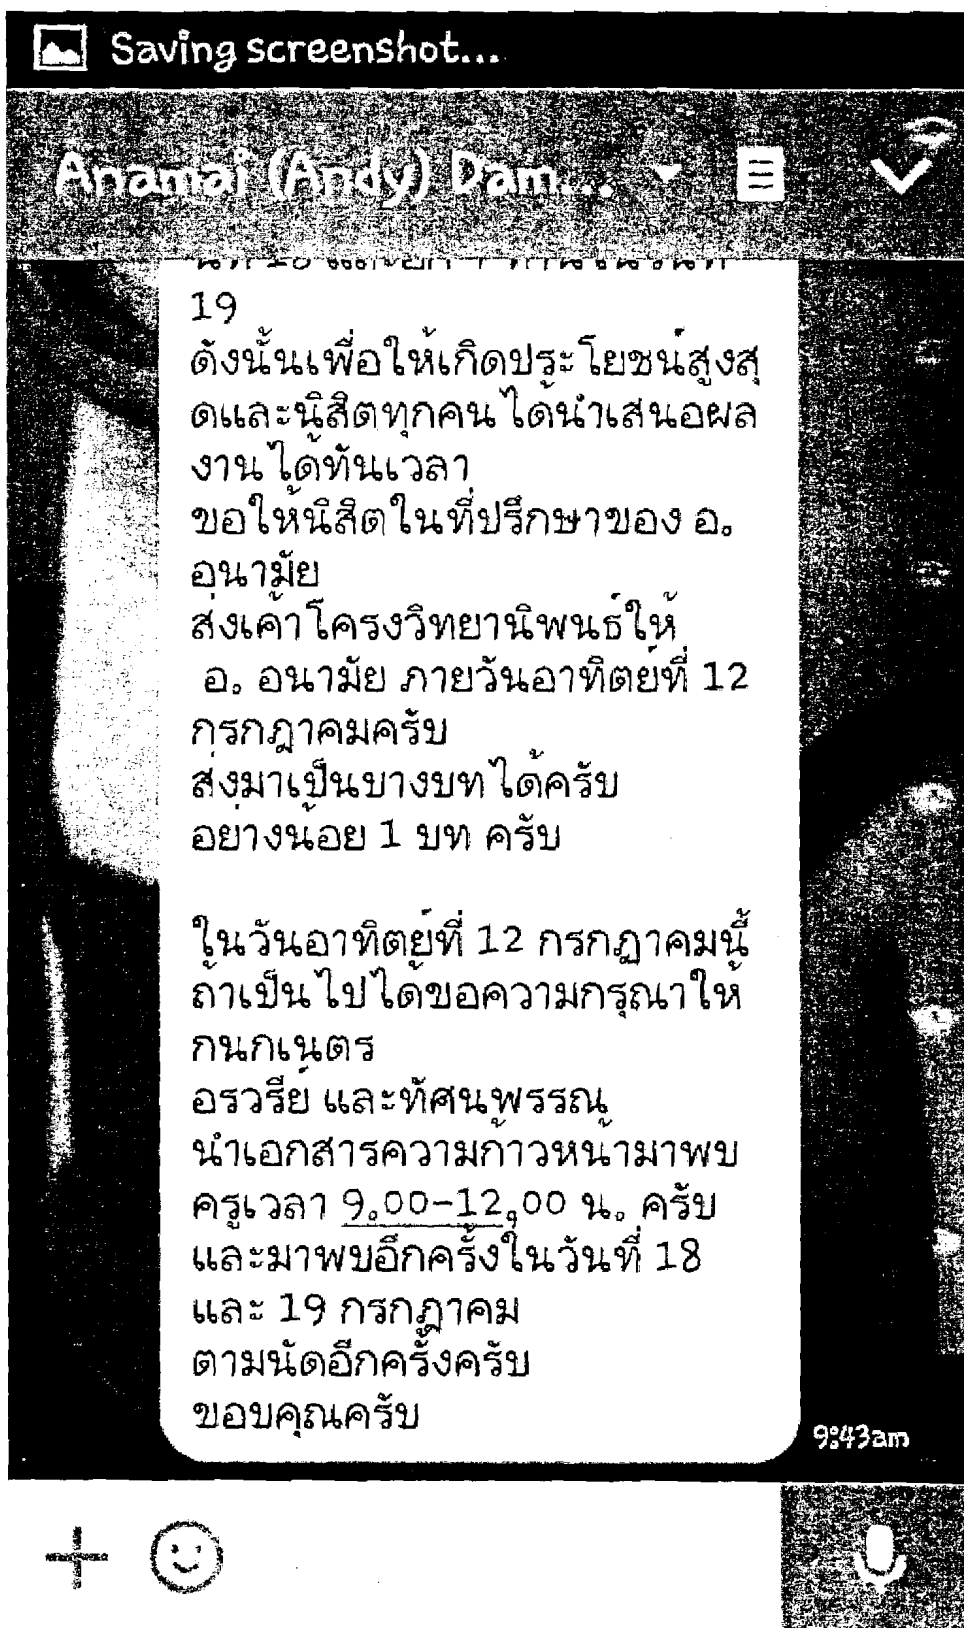 Saving screenshot...
Anamai (Andy) Dam...
19
ดังนั้นเพื่อให้เกิดประโยชน์สูงสุ
ดและนิสิตทุกคนได้นำเสนอผล
งานได้ทันเวลา
ขอให้นิสิตในที่ปรึกษาของ อ.
อนามัย
ส่งเค้าโครงวิทยานิพนธ์ให้
อ. อนามัย ภายวันอาทิตย์ที่ 12
กรกฎาคมครับ
ส่งมาเป็นบางบทได้ครับ
อย่างน้อย 1 บท ครับ
ในวันอาทิตย์ที่ 12 กรกฎาคมนี้
ถ้าเป็นไปได้ขอความกรุณาให้
กนกเนตร
อรวรีย์ และทัศนพรรณ
นำเอกสารความก้าวหน้ามาพบ
ครูเวลา 9.00-12.00 น. ครับ
และมาพบอีกครั้งในวันที่ 18
และ 19 กรกฎาคม
ตามนัดอีกครั้งครับ
ขอบคุณครับ
9:43am